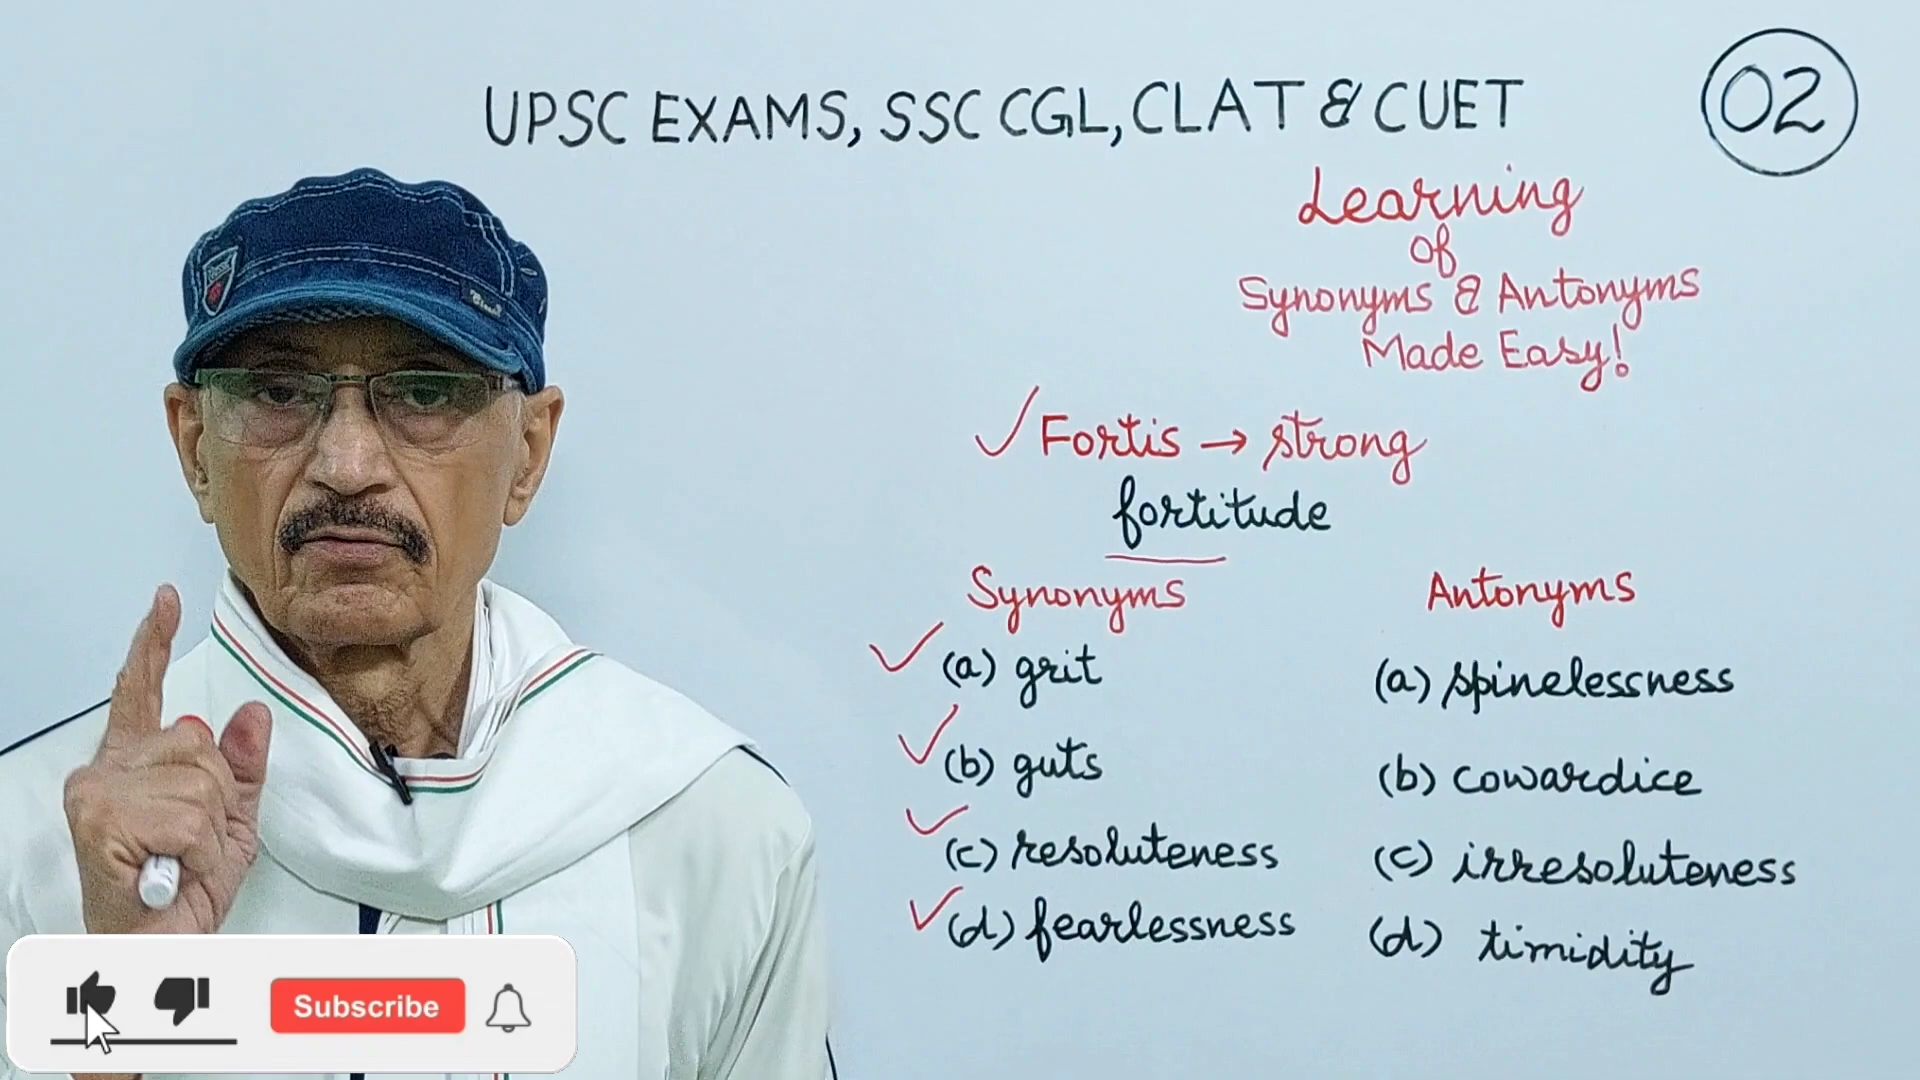 UPSC EXAMS, SSC CGL, CLAT & CUET
02
Learning
of
Synonyms & Antonyms
Made Easy!
Fortis → strong
fortitude
Synonyms
(a) grit
(b) guts
(c) resoluteness
(d) fearlessness
Antonyms
(a) spinelessness
(b) cowardice
(c) irresoluteness
(d) timidity
Subscribe